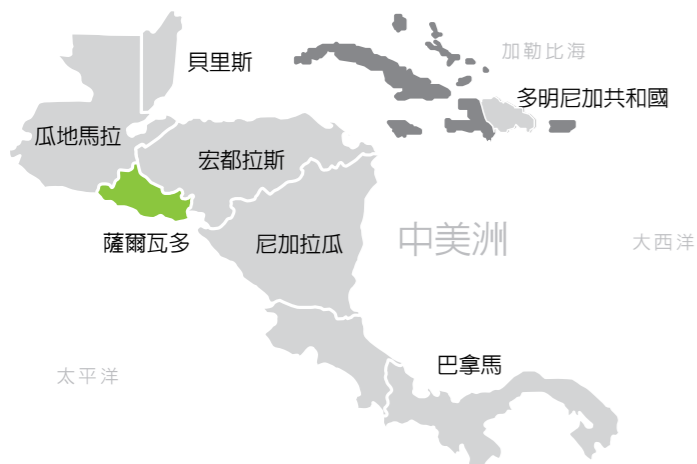 加勒比海
貝里斯
多明尼加共和國
瓜地馬拉
宏都拉斯
薩爾瓦多
尼加拉瓜
中美洲
大西洋
巴拿馬
太平洋